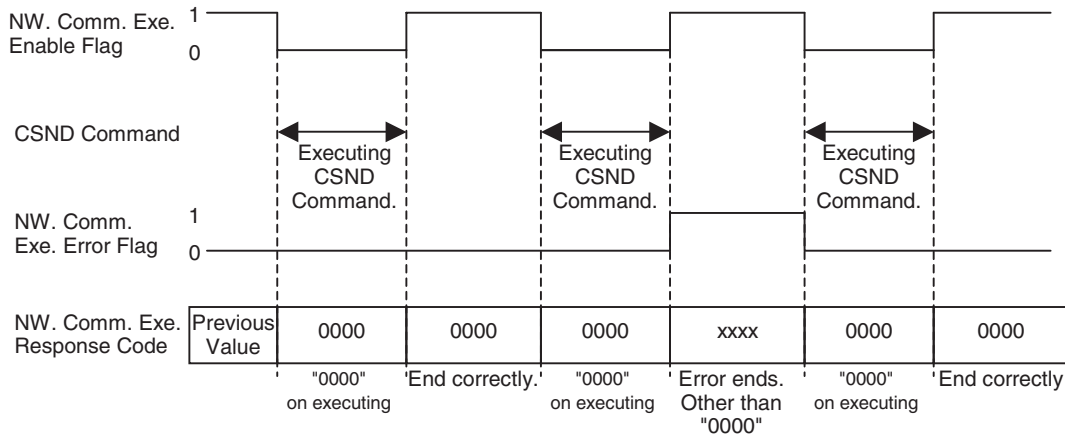 NW. Comm. Exe.
Enable Flag
1
0
CSND Command
Executing
CSND
Command.
Executing
CSND
Command.
Executing
CSND
Command.
NW. Comm.
Exe. Error Flag
1
0
NW. Comm. Exe.
Response Code
Previous
Value
0000
0000
0000
xxxx
0000
0000
"0000"
on executing
End correctly.
"0000"
on executing
Error ends.
Other than
"0000"
"0000"
on executing
End correctly